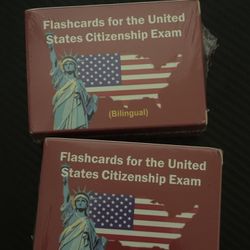 Flashcards for the United
States Citizenship Exam
(Bilingual)
Flashcards for the United
States Citizenship Exam